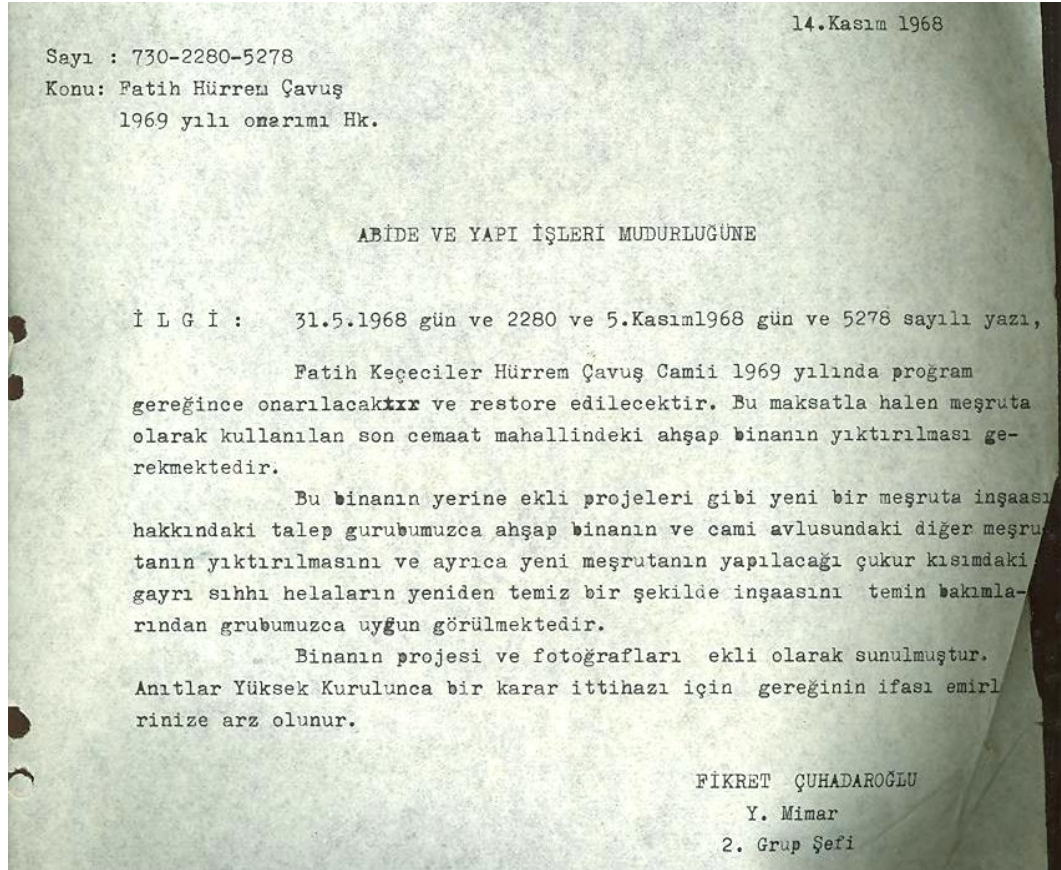 14.Kasım 1968
Sayı : 730-2280-5278
Konu: Fatih Hürrem Çavuş
1969 yılı onarımı Hk.
ABİDE VE YAPI İŞLERİ MUDURLUĞÜNE
İ L G İ : 31.5.1968 gün ve 2280 ve 5.Kasım1968 gün ve 5278 sayılı yazı,
Fatih Keçeciler Hürrem Çavuş Camii 1969 yılında proğram
gereğince onarılacaktır ve restore edilecektir. Bu maksatla halen meşruta
olarak kullanılan son cemaat mahallindeki ahşap binanın yıktırılması ge-
rekmektedir.
Bu binanın yerine ekli projeleri gibi yeni bir meşruta inşaası
hakkındaki talep gurubumuzca ahşap binanın ve cami avlusundaki diğer meşru
tanın yıktırılmasını ve ayrıca yeni meşrutanın yapılacağı çukur kısımdaki
gayrı sıhhı helaların yeniden temiz bir şekilde inşaasını temin bakımla-
rından grubumuzca uygun görülmektedir.
Binanın projesi ve fotoğrafları ekli olarak sunulmuştur.
Anıtlar Yüksek Kurulunca bir karar ittihazı için gereğinin ifası emirl
rinize arz olunur.
FİKRET ÇUHADAROĞLU
Y. Mimar
2. Grup Şefi